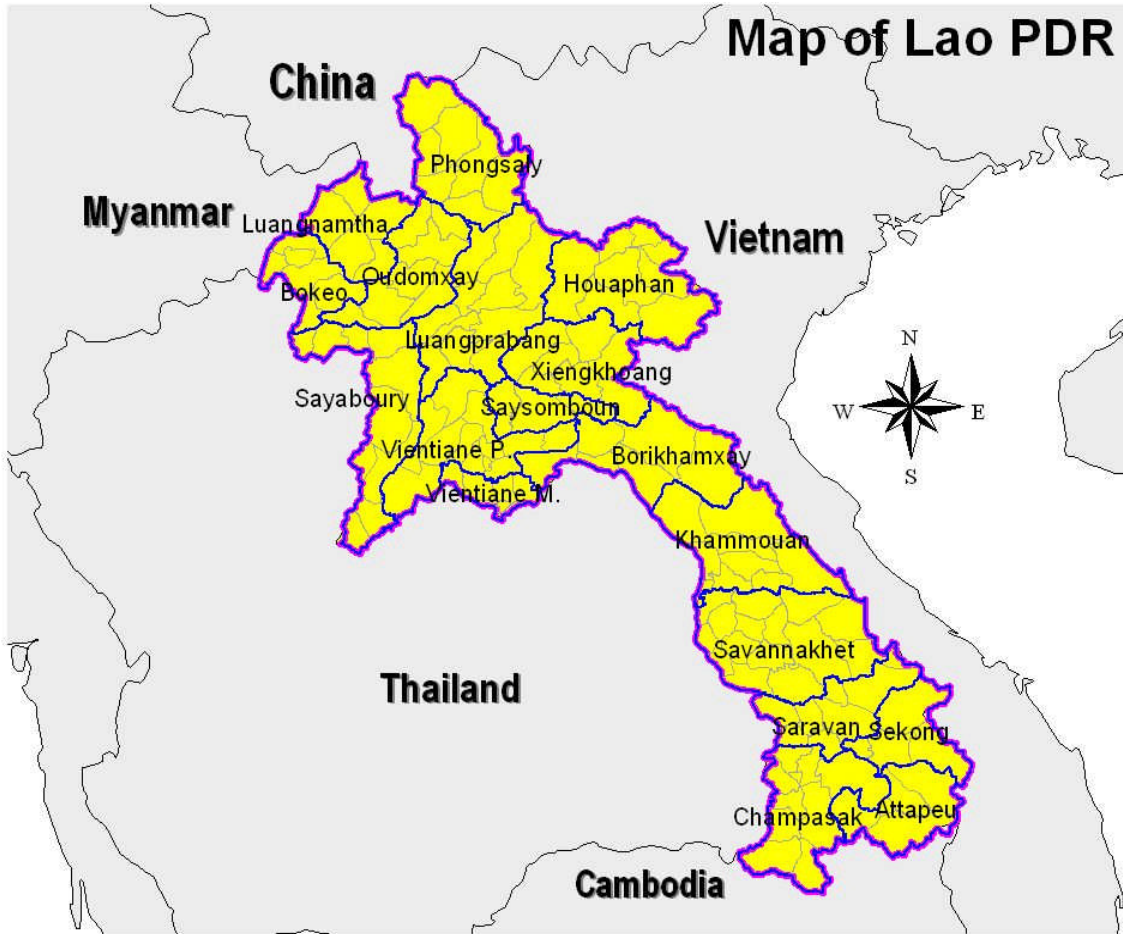 Map of Lao PDR
China
Phongsaly
Myanmar
Luangnamtha
Vietnam
Oudomxay
Houaphan
Bokeo
Luangprabang
N
Xiengkhoang
Sayaboury
Saysomboun
W
E
Vientiane P.
Borikhamxay
S
Vientiane M.
Khammouan
Savannakhet
Thailand
Saravan
Sekong
Champasak
Attapeu
Cambodia